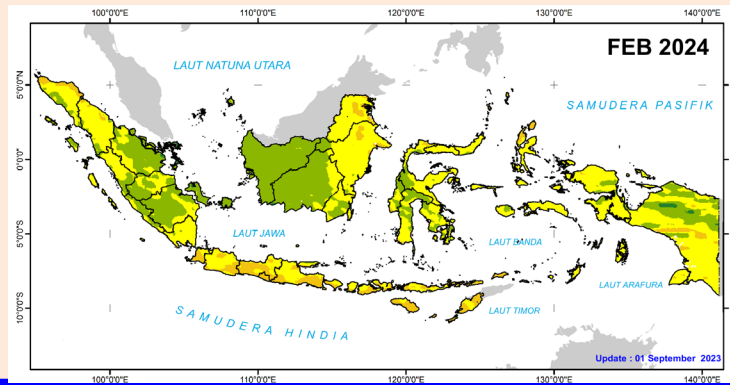 100°0'0"E 110°0'0"E 120°0'0"E 130°0'0"E 140°0'0"E
FEB 2024
LAUT NATUNA UTARA
5°0'0"N
SAMUDERA PASIFIK
0°0'0"
LAUT JAWA
LAUT BANDA
5°0'0"S
LAUT ARAFURA
SAMUDERA HINDIA
LAUT TIMOR
10°0'0"S
Update : 01 September 2023
100°0'0"E 110°0'0"E 120°0'0"E 130°0'0"E 140°0'0"E